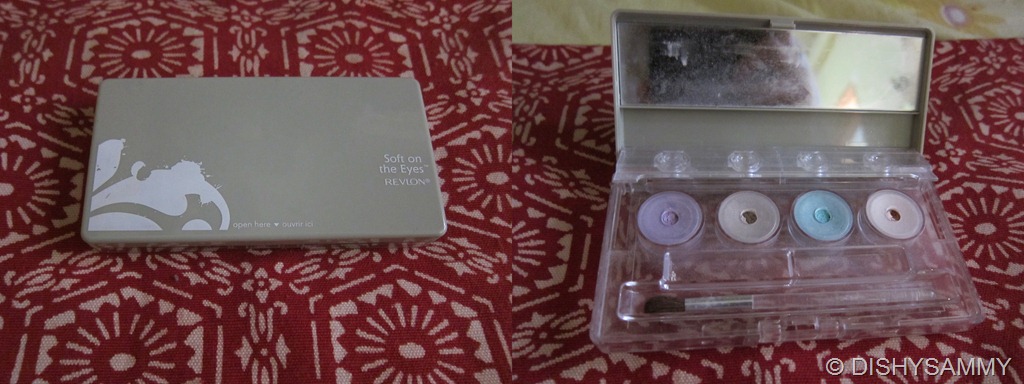 Soft on
the Eyes™
REVLON®
open here ▼ ouvrir ici
© DISHYSAMMY